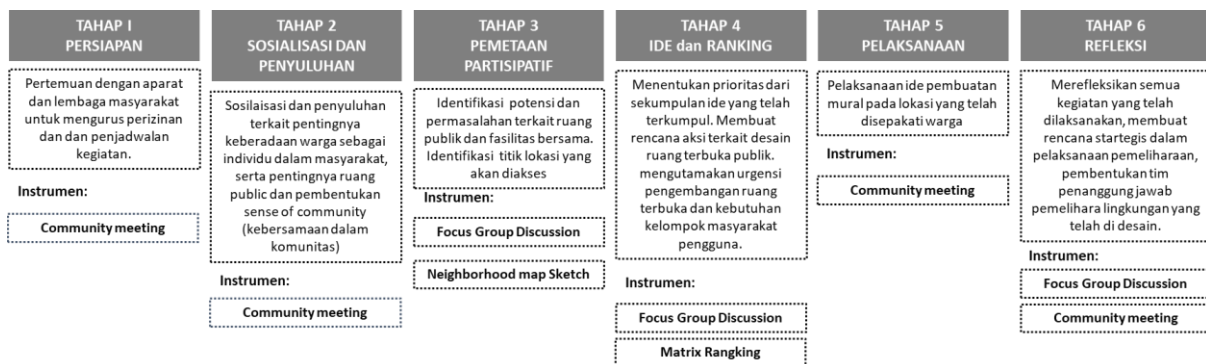 TAHAP I
PERSIAPAN
Pertemuan dengan aparat
dan lembaga masyarakat
untuk mengurus perizinan
dan dan penjadwalan
kegiatan.
Instrumen:
Community meeting
TAHAP 2
SOSIALISASI DAN
PENYULUHAN
Sosilaisasi dan penyuluhan
terkait pentingnya
keberadaan warga sebagai
individu dalam masyarakat,
serta pentingnya ruang
public dan pembentukan
sense of community
(kebersamaan dalam
komunitas)
Instrumen:
Community meeting
TAHAP 3
PEMETAAN
PARTISIPATIF
Identifikasi potensi dan
permasalahan terkait ruang
publik dan fasilitas bersama.
Identifikasi titik lokasi yang
akan diakses
Instrumen:
Focus Group Discussion
Neighborhood map Sketch
TAHAP 4
IDE dan RANKING
Menentukan prioritas dari
sekumpulan ide yang telah
terkumpul. Membuat
rencana aksi terkait desain
ruang terbuka publik.
mengutamakan urgensi
pengembangan ruang
terbuka dan kebutuhan
kelompok masyarakat
pengguna.
Instrumen:
Focus Group Discussion
Matrix Rangking
TAHAP 5
PELAKSANAAN
Pelaksanaan ide pembuatan
mural pada lokasi yang telah
disepakati warga
Instrumen:
Community meeting
TAHAP 6
REFLEKSI
Merefleksikan semua
kegiatan yang telah
dilaksanakan, membuat
rencana startegis dalam
pelaksanaan pemeliharaan,
pembentukan tim
penanggung jawab
pemelihara lingkungan yang
telah di desain.
Instrumen:
Focus Group Discussion
Community meeting